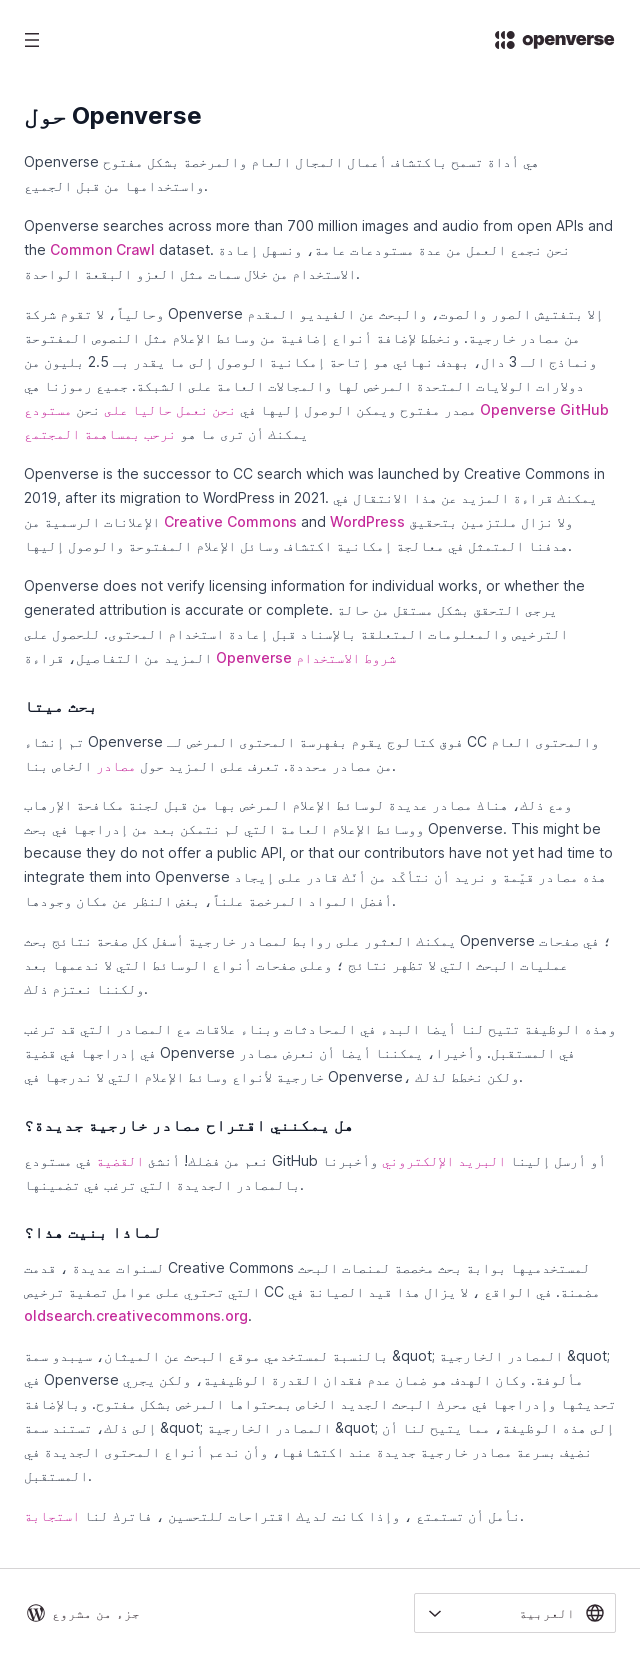 openverse
حول Openverse
Openverse هي أداة تسمح باكتشاف أعمال المجال العام والمرخصة بشكل مفتوح
واستخدامها من قبل الجميع.
Openverse searches across more than 700 million images and audio from open APIs and
the Common Crawl dataset. نحن نجمع العمل من عدة مستودعات عامة، ونسهل إعادة
الاستخدام من خلال سمات مثل العزو البقعة الواحدة.
وحالياً، لا تقوم شركة Openverse إلا بتفتيش الصور والصوت، والبحث عن الفيديو المقدم
من مصادر خارجية. ونخطط لإضافة أنواع إضافية من وسائط الإعلام مثل النصوص المفتوحة
ونماذج الـ 3 دال، بهدف نهائي هو إتاحة إمكانية الوصول إلى ما يقدر بـ 2.5 بليون من
دولارات الولايات المتحدة المرخص لها والمجالات العامة على الشبكة. جميع رموزنا هي
مصدر مفتوح ويمكن الوصول إليها في نحن نعمل حاليا على نحن مستودع Openverse GitHub
يمكنك أن ترى ما هو نرحب بمساهمة المجتمع
Openverse is the successor to CC search which was launched by Creative Commons in
2019, after its migration to WordPress in 2021. يمكنك قراءة المزيد عن هذا الانتقال في
الإعلانات الرسمية من Creative Commons and WordPress ولا نزال ملتزمين بتحقيق
هدفنا المتمثل في معالجة إمكانية اكتشاف وسائل الإعلام المفتوحة والوصول إليها.
Openverse does not verify licensing information for individual works, or whether the
generated attribution is accurate or complete. يرجى التحقق بشكل مستقل من حالة
الترخيص والمعلومات المتعلقة بالإسناد قبل إعادة استخدام المحتوى. للحصول على
المزيد من التفاصيل، قراءة Openverse شروط الاستخدام
بحث ميتا
تم إنشاء Openverse فوق كتالوج يقوم بفهرسة المحتوى المرخص لـ CC والمحتوى العام
من مصادر محددة. تعرف على المزيد حول مصادر الخاص بنا.
ومع ذلك، هناك مصادر عديدة لوسائط الإعلام المرخص بها من قبل لجنة مكافحة الإرهاب
ووسائط الإعلام العامة التي لم نتمكن بعد من إدراجها في بحث Openverse. This might be
because they do not offer a public API, or that our contributors have not yet had time to
integrate them into Openverse هذه مصادر قيّمة و نريد أن نتأكّد من أنّك قادر على إيجاد
أفضل المواد المرخصة علناً، بغض النظر عن مكان وجودها.
يمكنك العثور على روابط لمصادر خارجية أسفل كل صفحة نتائج بحث Openverse ؛ في صفحات
عمليات البحث التي لا تظهر نتائج ؛ وعلى صفحات أنواع الوسائط التي لا ندعمها بعد
ولكننا نعتزم ذلك.
وهذه الوظيفة تتيح لنا أيضا البدء في المحادثات وبناء علاقات مع المصادر التي قد ترغب
في إدراجها في قضية Openverse في المستقبل. وأخيرا، يمكننا أيضا أن نعرض مصادر
خارجية لأنواع وسائط الإعلام التي لا ندرجها في Openverse، ولكن نخطط لذلك.
هل يمكنني اقتراح مصادر خارجية جديدة؟
نعم من فضلك! أنشئ القضية في مستودع GitHub أو أرسل إلينا البريد الإلكتروني وأخبرنا
بالمصادر الجديدة التي ترغب في تضمينها.
لماذا بنيت هذا؟
لسنوات عديدة ، قدمت Creative Commons لمستخدميها بوابة بحث مخصصة لمنصات البحث
التي تحتوي على عوامل تصفية ترخيص CC مضمنة. في الواقع ، لا يزال هذا قيد الصيانة في
oldsearch.creativecommons.org.
بالنسبة لمستخدمي موقع البحث عن الميثان، سيبدو سمة &quot; المصادر الخارجية &quot;
في Openverse مألوفة. وكان الهدف هو ضمان عدم فقدان القدرة الوظيفية، ولكن يجري
تحديثها وإدراجها في محرك البحث الجديد الخاص بمحتواها المرخص بشكل مفتوح. وبالإضافة
إلى ذلك، تستند سمة &quot; المصادر الخارجية &quot; إلى هذه الوظيفة، مما يتيح لنا أن
نضيف بسرعة مصادر خارجية جديدة عند اكتشافها، وأن ندعم أنواع المحتوى الجديدة في
المستقبل.
نأمل أن تستمتع ، وإذا كانت لديك اقتراحات للتحسين ، فاترك لنا استجابة.
جزء من مشروع
العربية